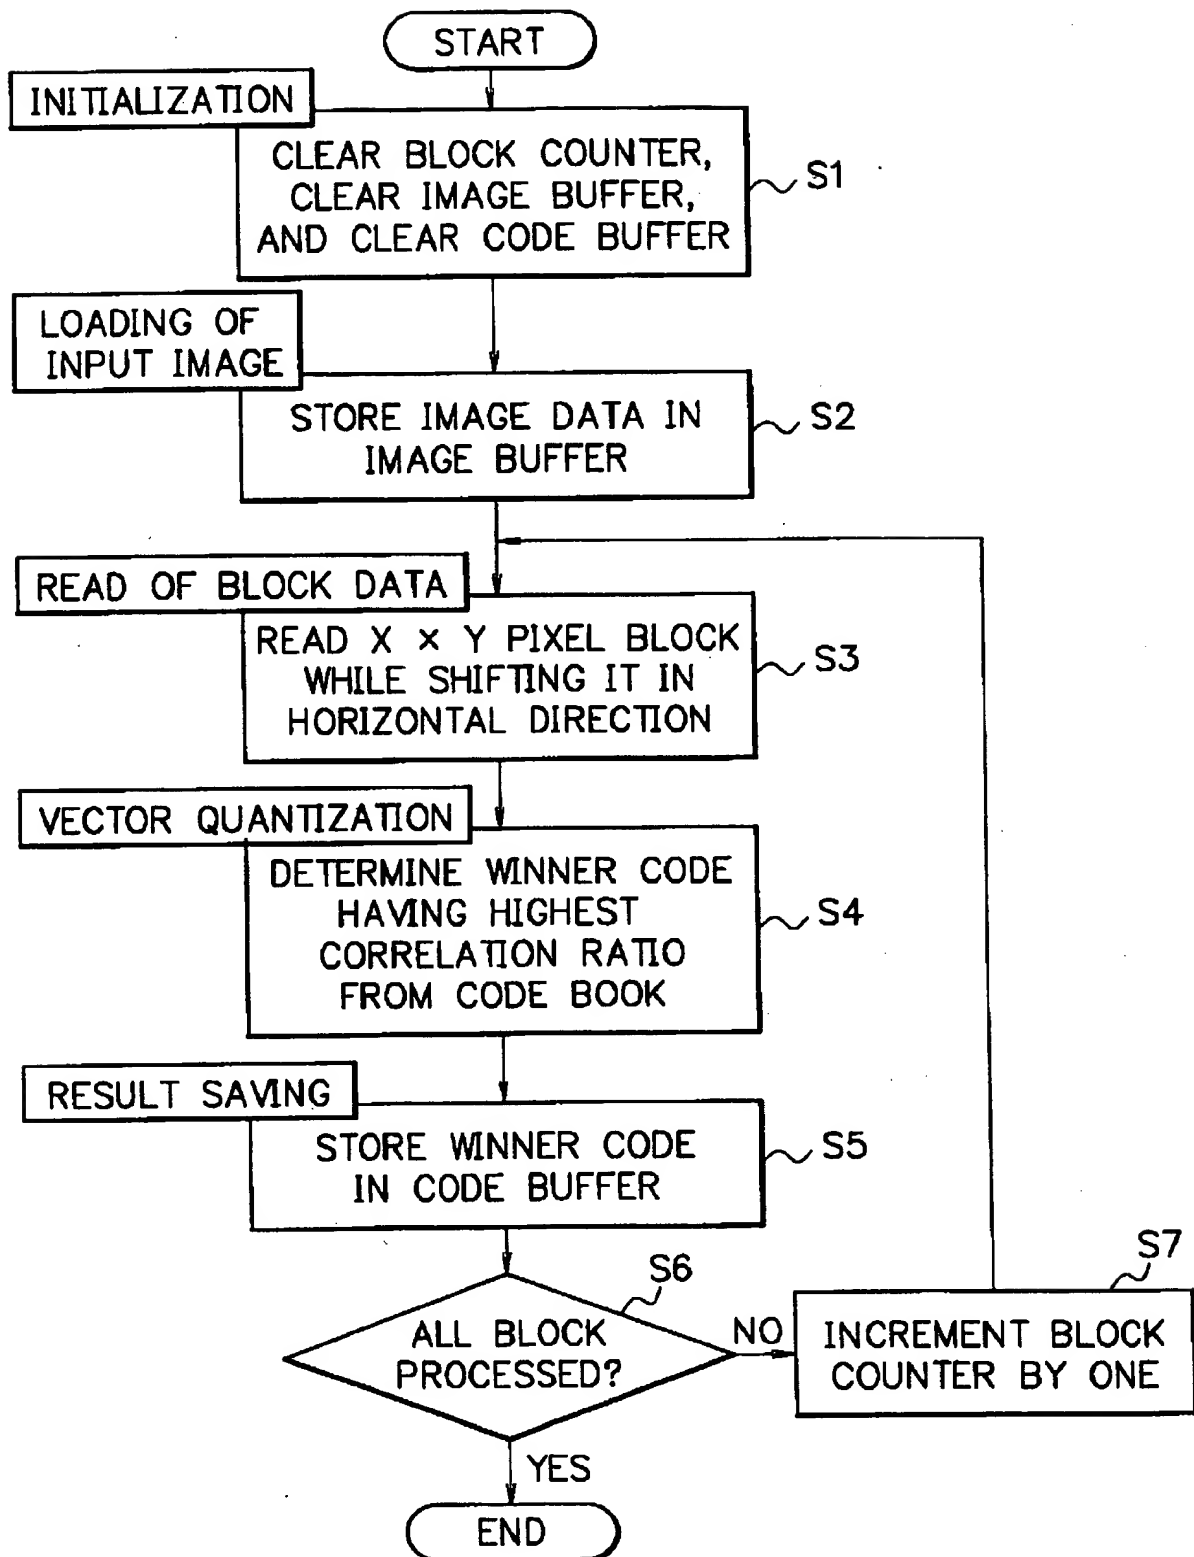 START
INITIALIZATION
CLEAR BLOCK COUNTER,
CLEAR IMAGE BUFFER,
AND CLEAR CODE BUFFER
S1
LOADING OF
INPUT IMAGE
STORE IMAGE DATA IN
IMAGE BUFFER
S2
READ OF BLOCK DATA
READ X × Y PIXEL BLOCK
WHILE SHIFTING IT IN
HORIZONTAL DIRECTION
S3
VECTOR QUANTIZATION
DETERMINE WINNER CODE
HAVING HIGHEST
CORRELATION RATIO
FROM CODE BOOK
S4
RESULT SAVING
STORE WINNER CODE
IN CODE BUFFER
S5
S6
ALL BLOCK
PROCESSED?
NO
S7
INCREMENT BLOCK
COUNTER BY ONE
YES
END